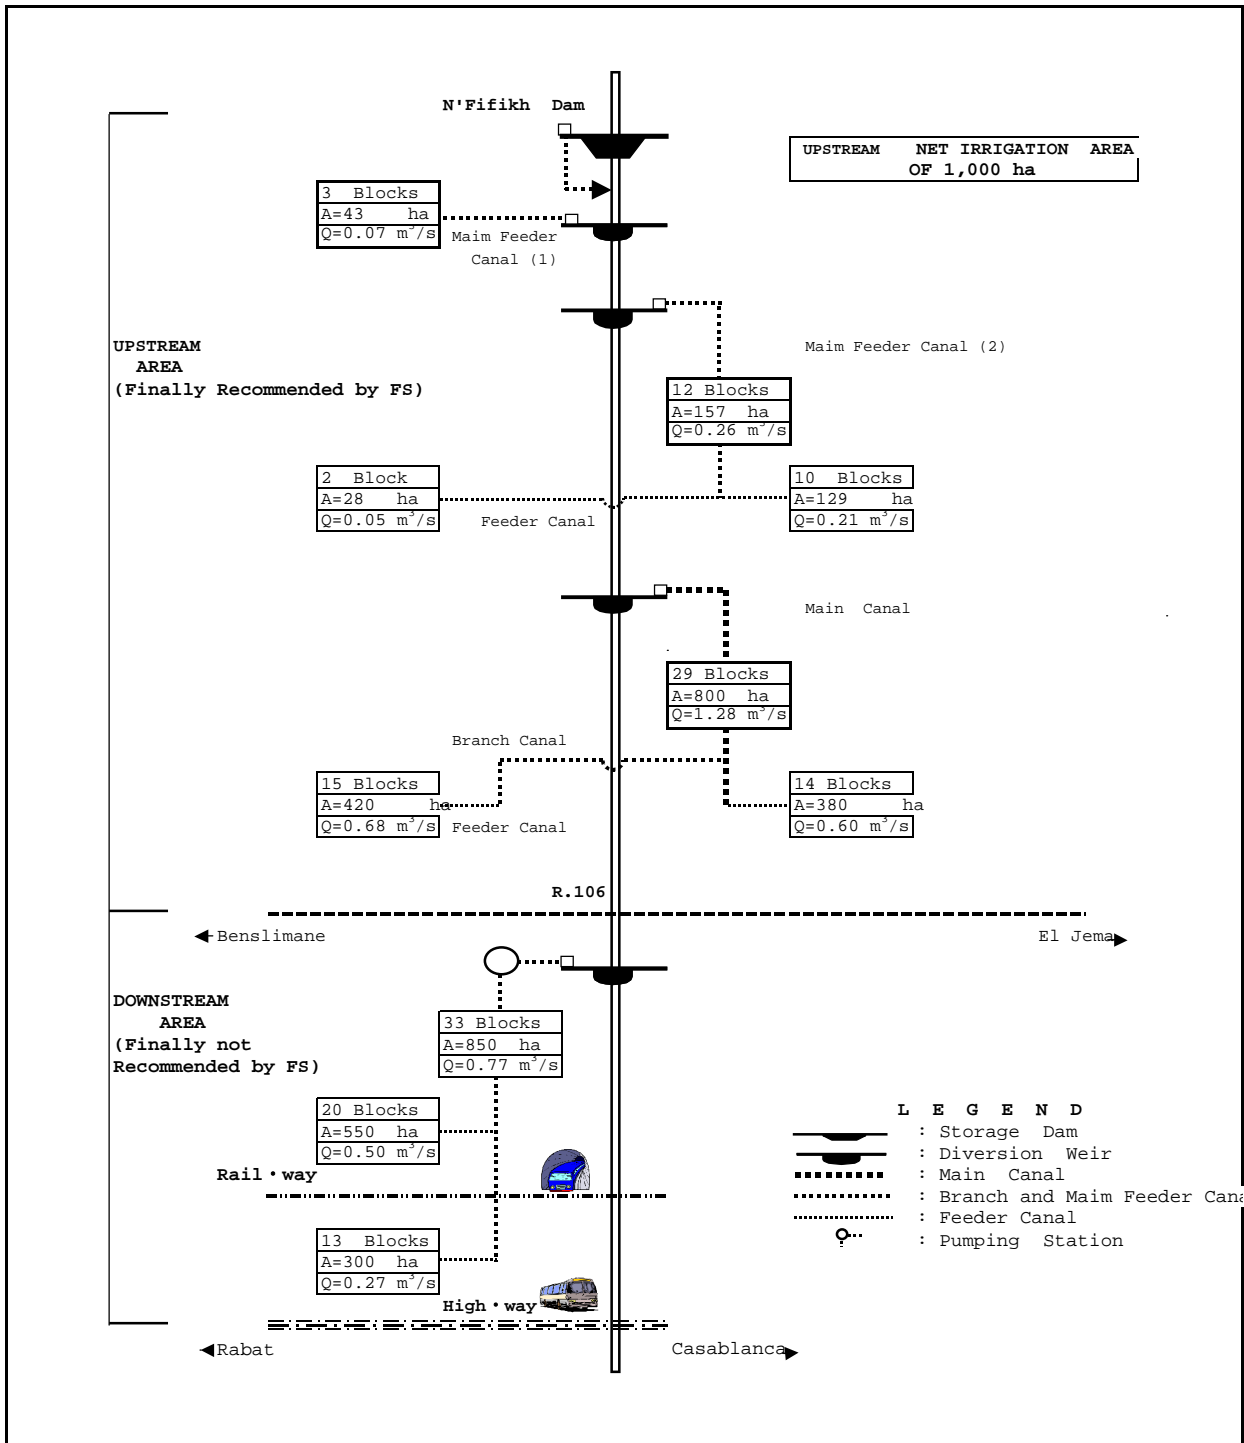 N'Fifikh Dam
UPSTREAM NET IRRIGATION AREA
OF 1,000 ha
3 Blocks
A=43 ha
Q=0.07 m³/s
Maim Feeder
Canal (1)
UPSTREAM
AREA
(Finally Recommended by FS)
Maim Feeder Canal (2)
12 Blocks
A=157 ha
Q=0.26 m³/s
2 Block
A=28 ha
Q=0.05 m³/s
Feeder Canal
10 Blocks
A=129 ha
Q=0.21 m³/s
Main Canal
29 Blocks
A=800 ha
Q=1.28 m³/s
Branch Canal
15 Blocks
A=420 ha
Q=0.68 m³/s
Feeder Canal
14 Blocks
A=380 ha
Q=0.60 m³/s
R.106
Benslimane
El Jema
DOWNSTREAM
AREA
(Finally not
Recommended by FS)
33 Blocks
A=850 ha
Q=0.77 m³/s
20 Blocks
A=550 ha
Q=0.50 m³/s
Rail・way
13 Blocks
A=300 ha
Q=0.27 m³/s
High・way
Rabat
Casablanca
L E G E N D
: Storage Dam
: Diversion Weir
: Main Canal
: Branch and Maim Feeder Cana
: Feeder Canal
: Pumping Station